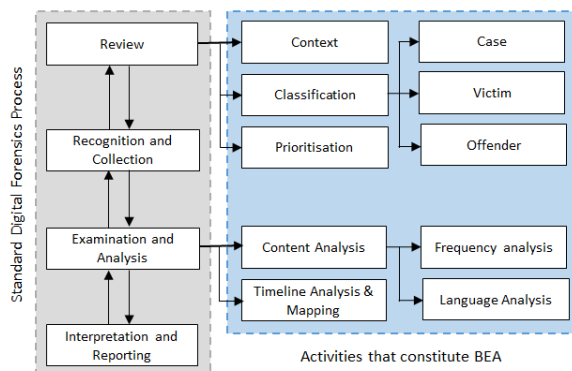 Standard Digital Forensics Process
Review
Recognition and
Collection
Examination and
Analysis
Interpretation and
Reporting
Context
Classification
Prioritisation
Case
Victim
Offender
Content Analysis
Timeline Analysis &
Mapping
Frequency analysis
Language Analysis
Activities that constitute BEA